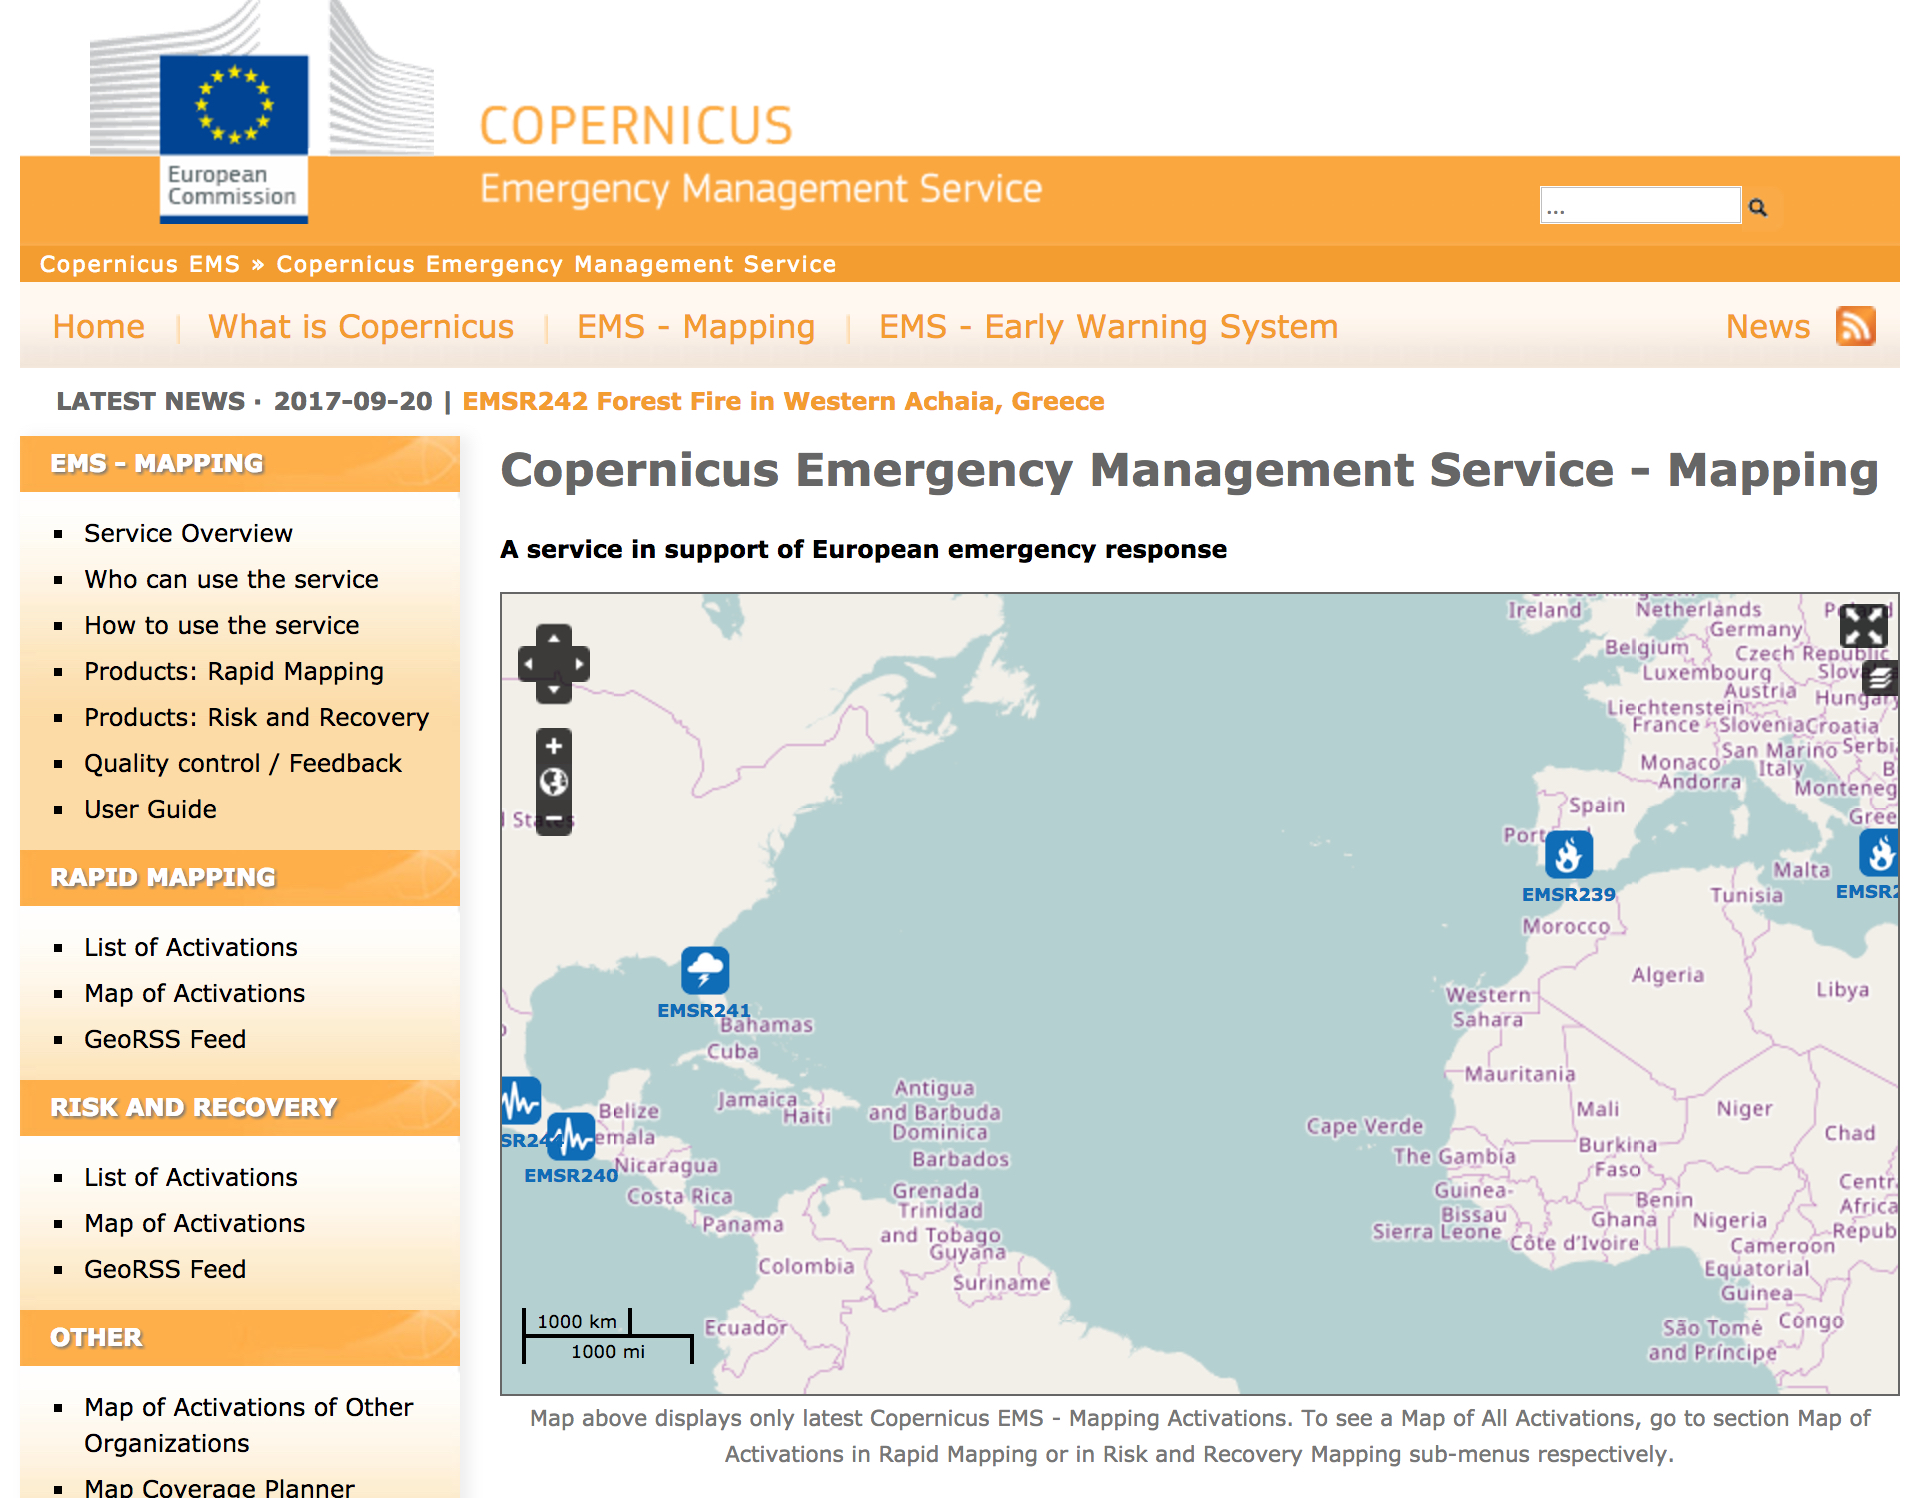 European
Commission
COPERNICUS
Emergency Management Service
...
Copernicus EMS » Copernicus Emergency Management Service
Home | What is Copernicus | EMS - Mapping | EMS - Early Warning System
News
LATEST NEWS · 2017-09-20 | EMSR242 Forest Fire in Western Achaia, Greece
EMS - MAPPING
Service Overview
Who can use the service
How to use the service
Products: Rapid Mapping
Products: Risk and Recovery
Quality control / Feedback
User Guide
RAPID MAPPING
List of Activations
Map of Activations
GeoRSS Feed
RISK AND RECOVERY
List of Activations
Map of Activations
GeoRSS Feed
OTHER
Map of Activations of Other
Organizations
Map Coverage Planner
Copernicus Emergency Management Service - Mapping
A service in support of European emergency response
Ireland
Netherlands
Germany
Belgium
Czech Republic
Luxembourg
Slov
Austria
Hungary
Liechtenstein
France
Slovenia
Croatia
San Marino
Serbi
Monaco
Italy
B
Andorra
Monteneg
Spain
Gree
Port
Malta
EMSR239
EMSR2
Tunisia
Morocco
Algeria
Libya
Western
Sahara
EMSR241
Bahamas
Cuba
Mauritania
Antigua
and Barbuda
Jamaica
Haiti
Belize
Dominica
Mali
Niger
Cape Verde
Chad
SR24
emala
Burkina
Faso
The Gambia
Barbados
EMSR240
Nicaragua
Costa Rica
Grenada
Guinea-
Bissau
Benin
Centr
Africa
Repub
Trinidad
and Tobago
Panama
Ghana
Nigeria
Sierra Leone
Côte d'Ivoire
Cameroon
Guyana
Colombia
Suriname
Equatorial
Guinea
Ecuador
São Tomé
and Príncipe
Congo
1000 km
1000 mi
Map above displays only latest Copernicus EMS - Mapping Activations. To see a Map of All Activations, go to section Map of
Activations in Rapid Mapping or in Risk and Recovery Mapping sub-menus respectively.